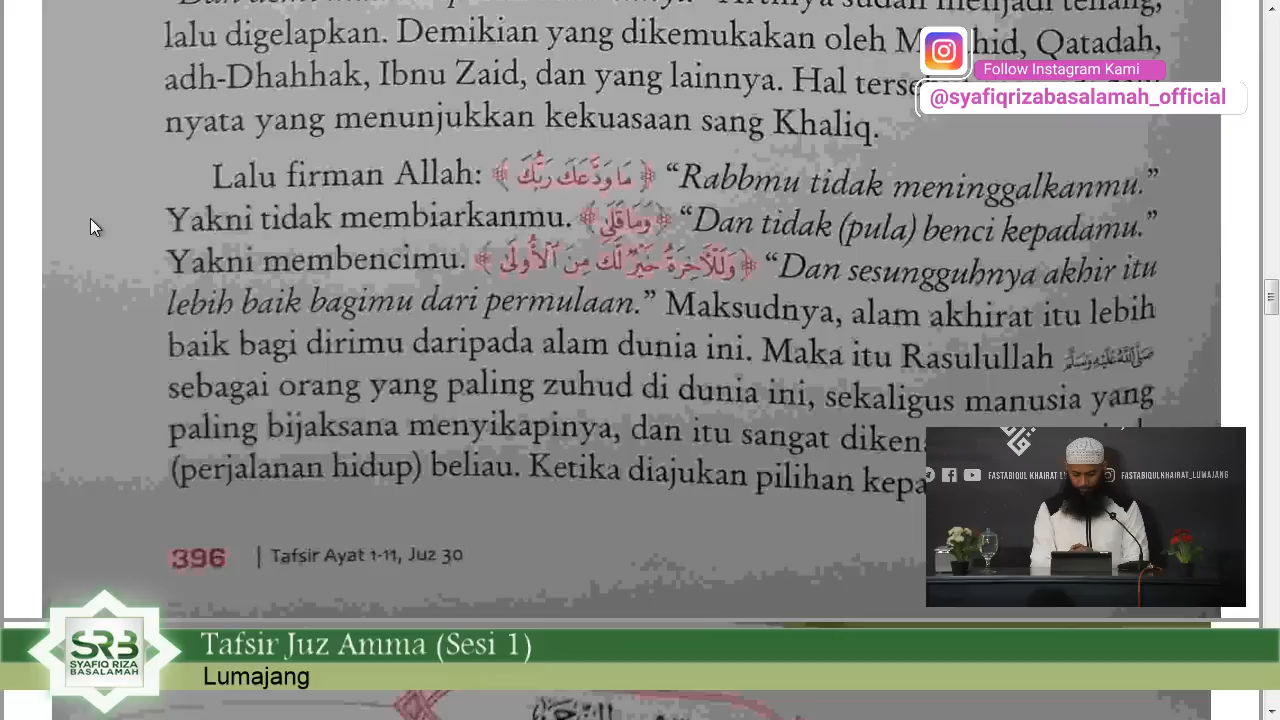 lalu digelapkan. Demikian yang dikemukakan oleh Qatadah,
adh-Dhahhak, Ibnu Zaid, dan yang lainnya. Hal
nyata yang menunjukkan kekuasaan sang Khaliq.
Lalu firman Allah: ﴿ مَا وَدَّعَكَ رَبُّكَ ﴾ “Rabbmu tidak meninggalkanmu.”
Yakni tidak membiarkanmu. ﴿ وَمَا قَلَىٰ ﴾ “Dan tidak (pula) benci kepadamu.”
Yakni membencimu. ﴿ وَلَلْآخِرَةُ خَيْرٌ لَّكَ مِنَ ٱلْأُولَىٰ ﴾ “Dan sesungguhnya akhir itu
lebih baik bagimu dari permulaan.” Maksudnya, alam akhirat itu lebih
baik bagi dirimu daripada alam dunia ini. Maka itu Rasulullah ﷺ
sebagai orang yang paling zuhud di dunia ini, sekaligus manusia yang
paling bijaksana menyikapinya, dan itu sangat
(perjalanan hidup) beliau. Ketika diajukan pilihan
396 | Tafsir Ayat 1-11, Juz 30
Follow Instagram Kami
@syafiqrizabasalamah_official
FASTABIQUL KHAIRAT
FASTABIQULKHAIRAT_LUMAJANG
SRB
SYAFIQ RIZA
BASALAMAH
Tafsir Juz Amma (Sesi 1)
Lumajang